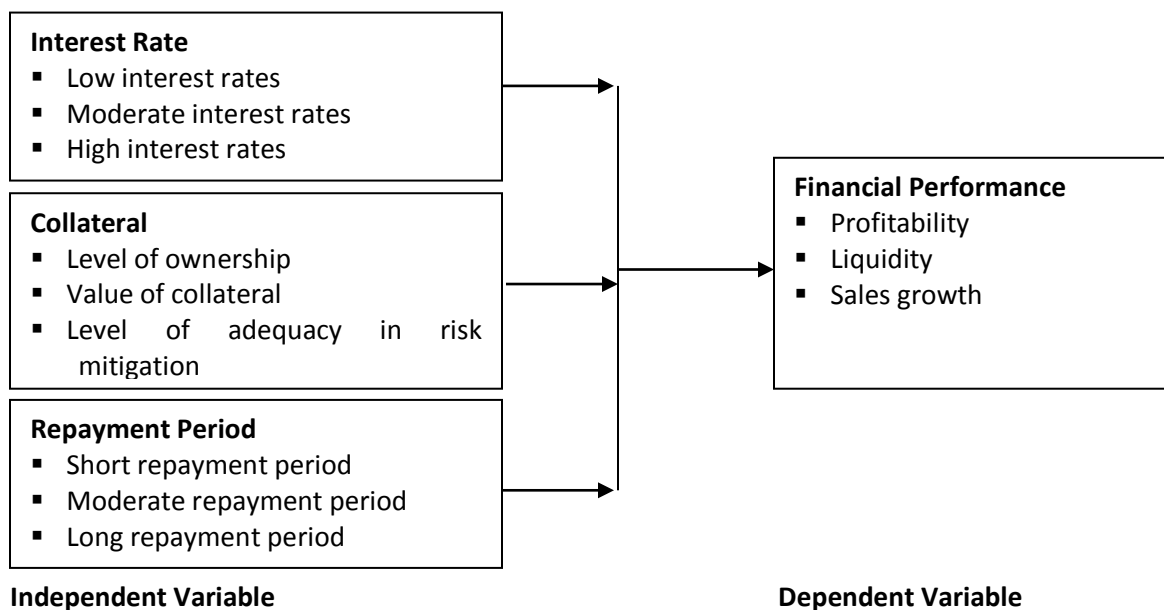 Interest Rate
▪ Low interest rates
▪ Moderate interest rates
▪ High interest rates
Collateral
▪ Level of ownership
▪ Value of collateral
▪ Level of adequacy in risk
mitigation
Repayment Period
▪ Short repayment period
▪ Moderate repayment period
▪ Long repayment period
Independent Variable
Financial Performance
▪ Profitability
▪ Liquidity
▪ Sales growth
Dependent Variable